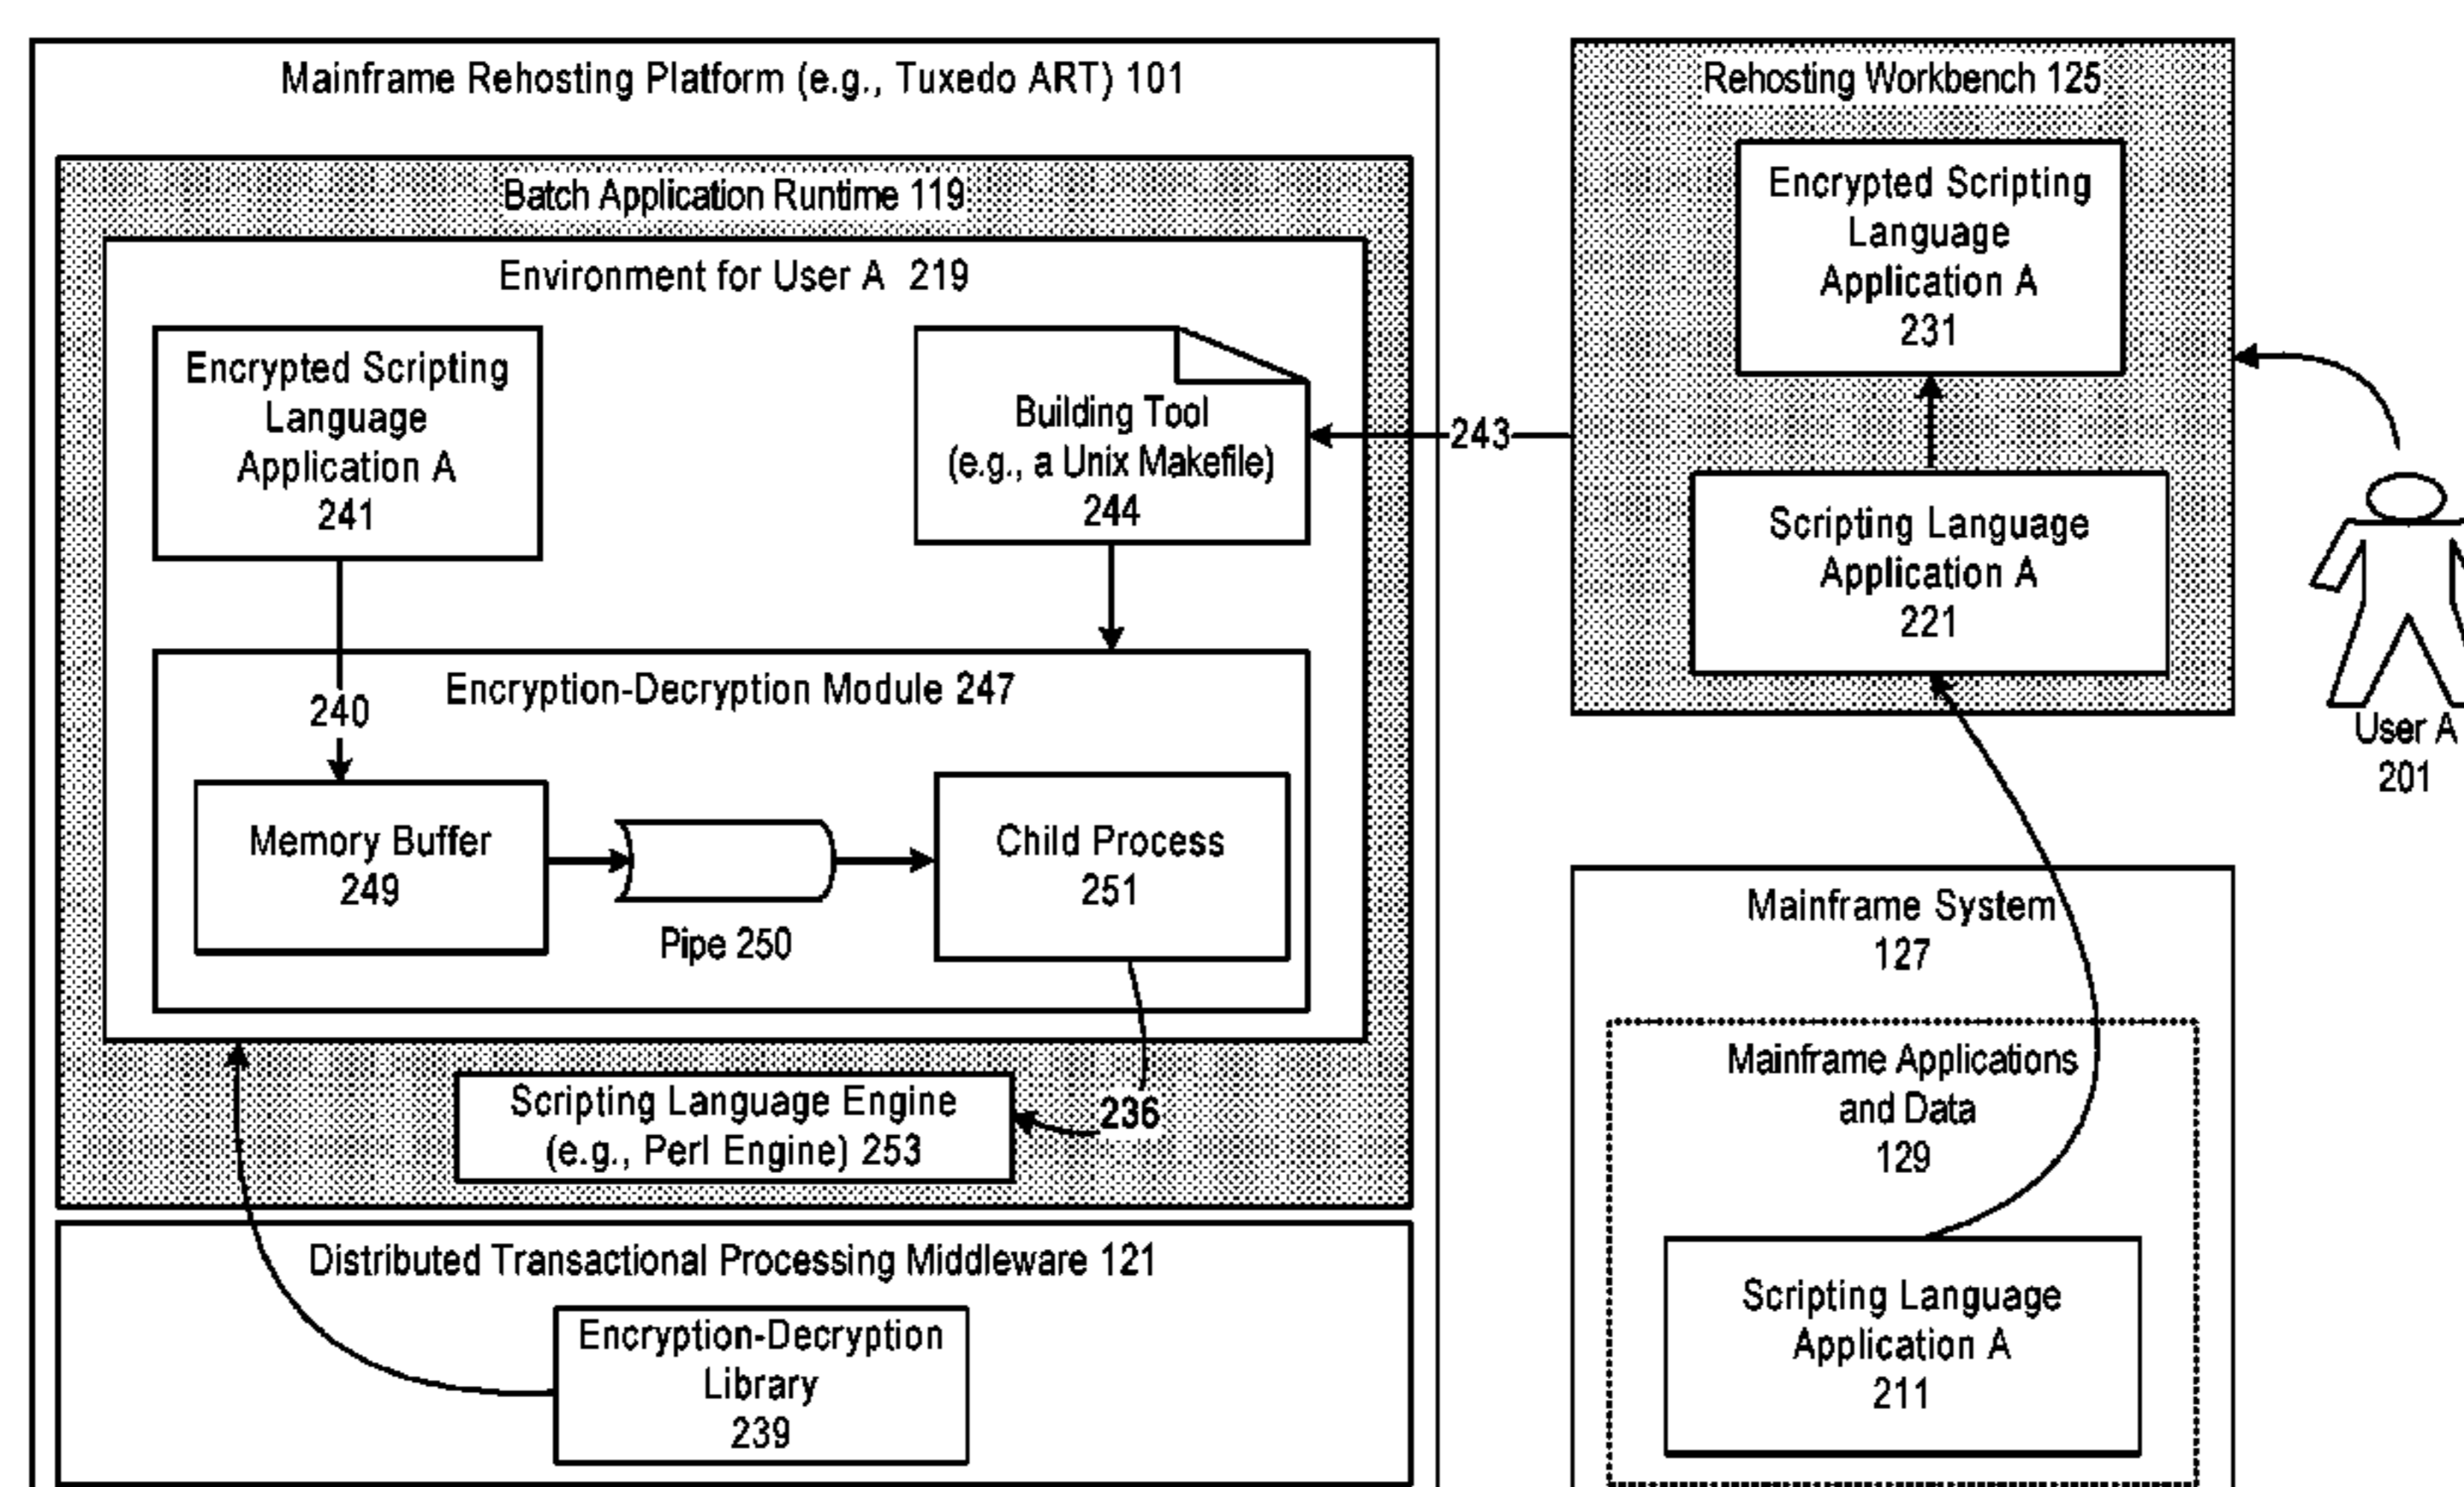 Mainframe Rehosting Platform (e.g., Tuxedo ART) 101
Batch Application Runtime 119
Environment for User A 219
Encrypted Scripting
Language
Application A
241
Building Tool
(e.g., a Unix Makefile)
244
240
Encryption-Decryption Module 247
Memory Buffer
249
Pipe 250
Child Process
251
236
Scripting Language Engine
(e.g., Perl Engine) 253
Distributed Transactional Processing Middleware 121
Encryption-Decryption
Library
239
243
Rehosting Workbench 125
Encrypted Scripting
Language
Application A
231
Scripting Language
Application A
221
User A
201
Mainframe System
127
Mainframe Applications
and Data
129
Scripting Language
Application A
211